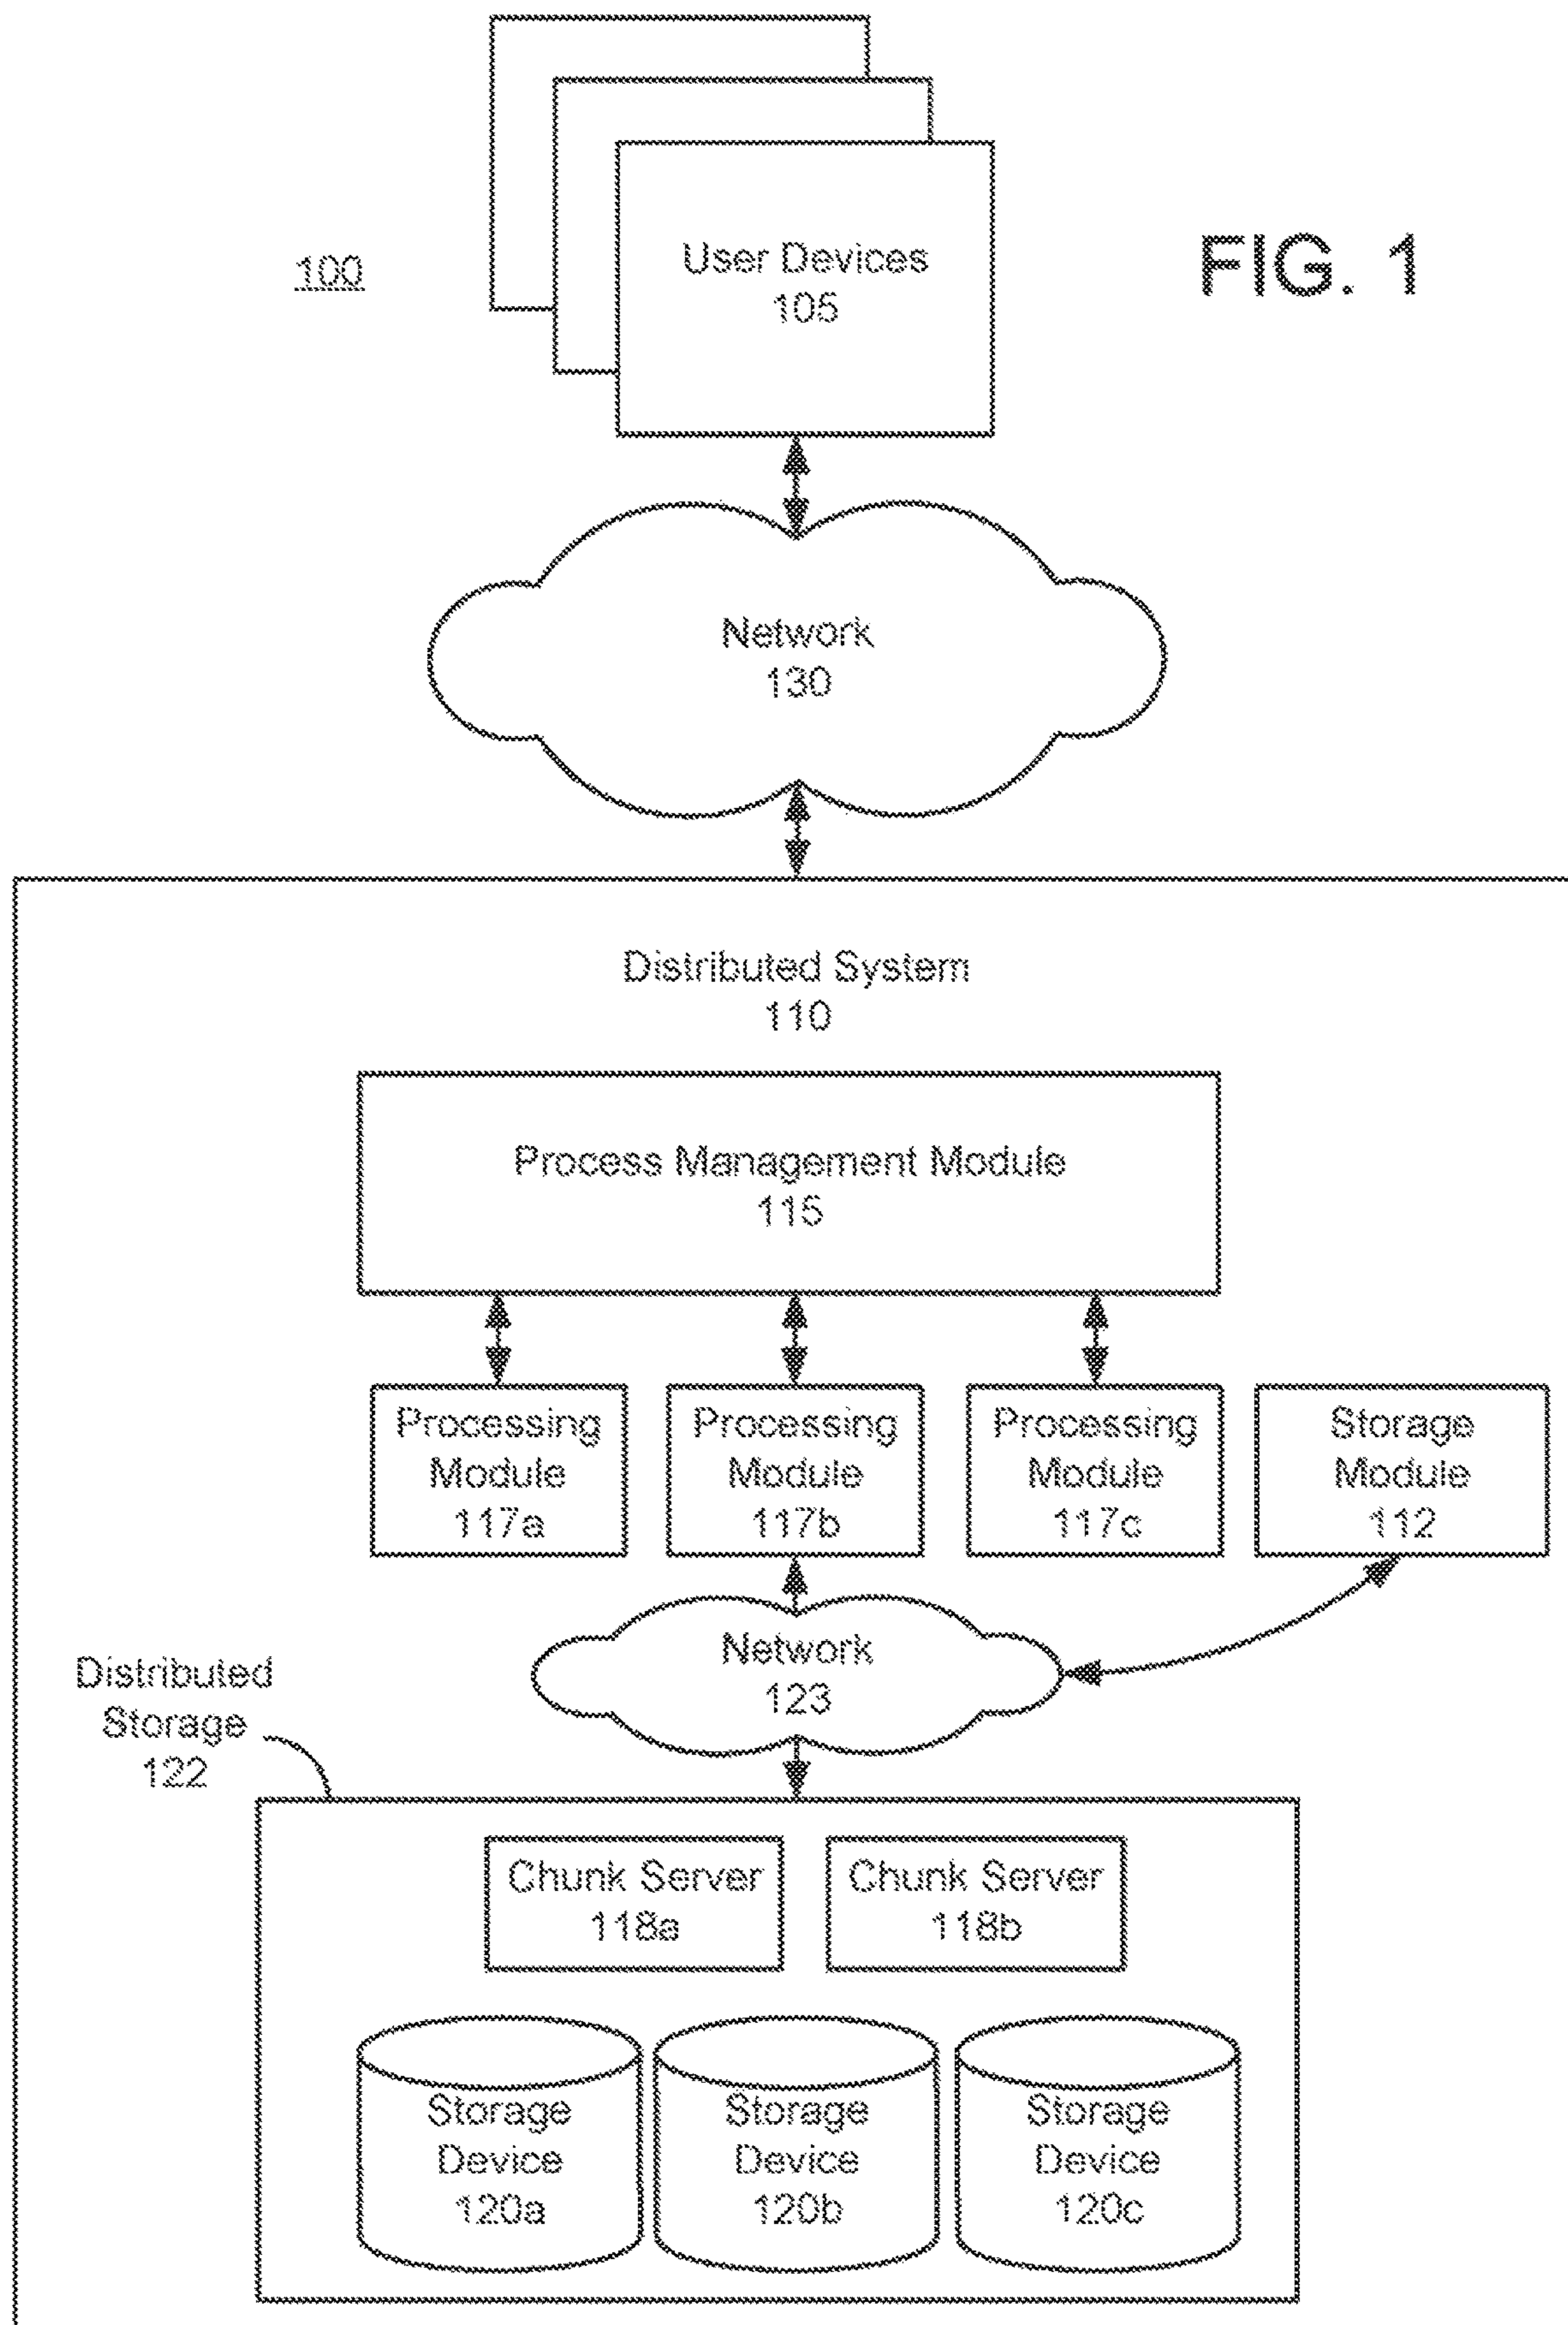 100
User Devices
105
FIG. 1
Network
130
Distributed System
110
Process Management Module
115
Processing
Module
117a
Processing
Module
117b
Processing
Module
117c
Storage
Module
112
Network
123
Distributed
Storage
122
Chunk Server
118a
Chunk Server
118b
Storage
Device
120a
Storage
Device
120b
Storage
Device
120c